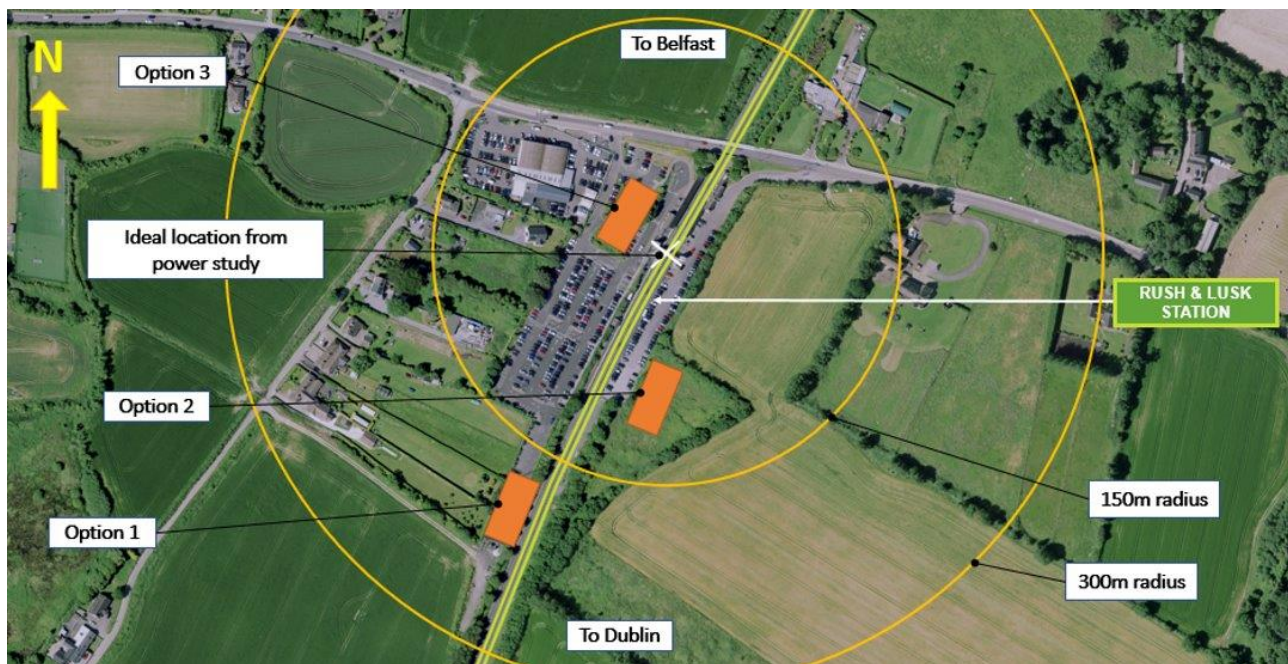 To Belfast
N
Option 3
Ideal location from
power study
RUSH & LUSK
STATION
Option 2
150m radius
Option 1
300m radius
To Dublin